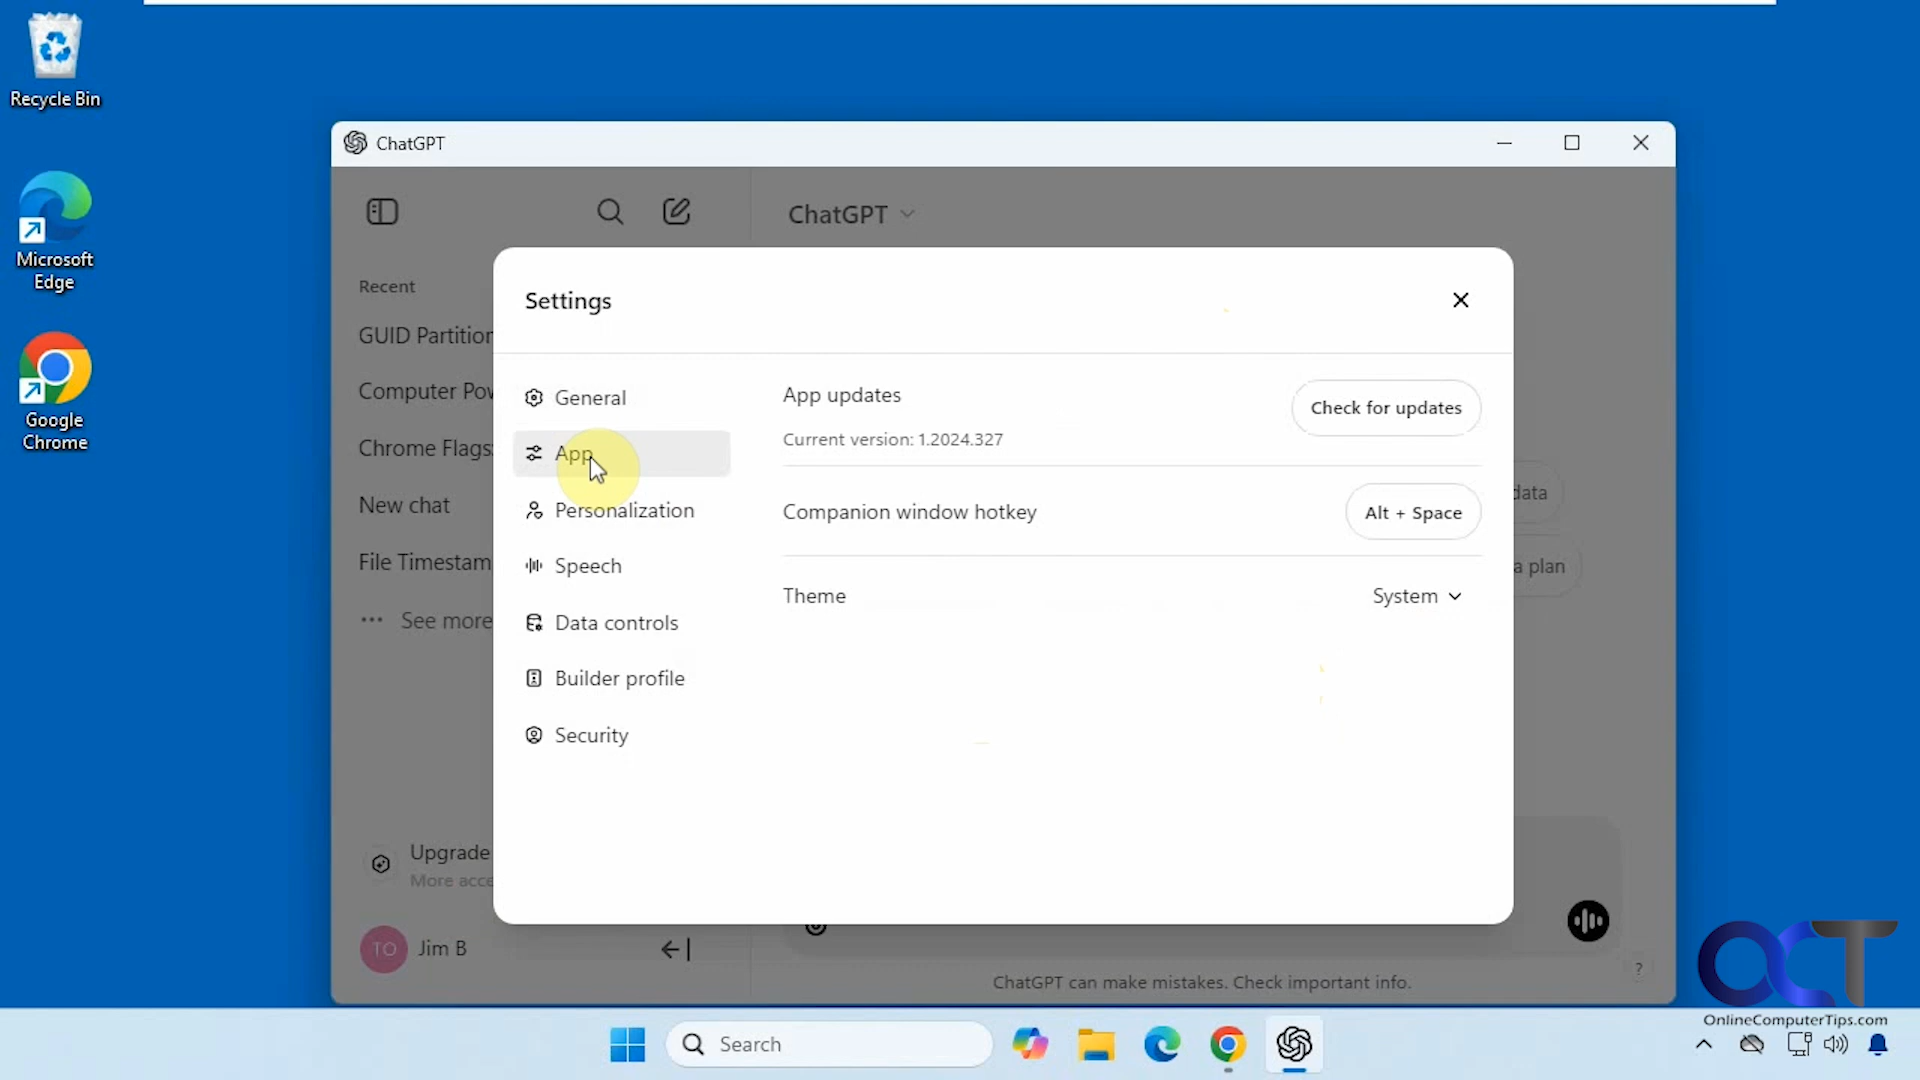 Recycle Bin
Microsoft
Edge
Google
Chrome
ChatGPT
ChatGPT
Recent
GUID Partition
Computer Pow
Chrome Flags:
New chat
File Timestam
See more
Upgrade
More acce
TO
Jim B
Settings
General
App
Personalization
Speech
Data controls
Builder profile
Security
App updates
Current version: 1.2024.327
Check for updates
Companion window hotkey
Alt + Space
Theme
System
data
a plan
ChatGPT can make mistakes. Check important info.
?
OCT
OnlineComputerTips.com
Search